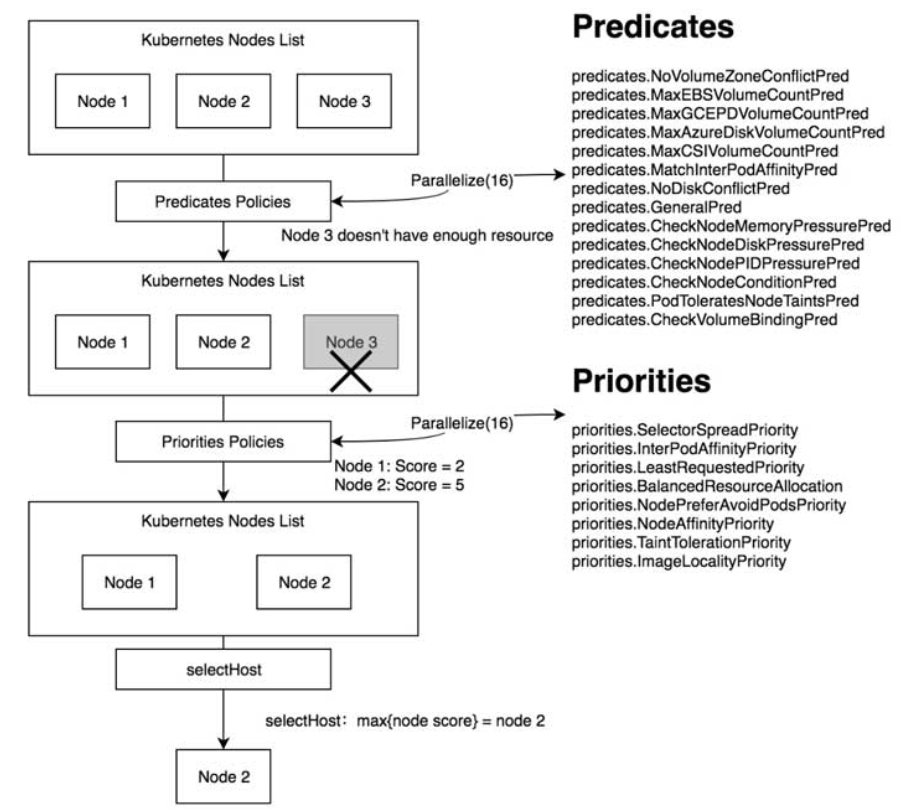 Kubernetes Nodes List
Node 1
Node 2
Node 3
Predicates Policies
Parallelize(16)
Node 3 doesn't have enough resource
Kubernetes Nodes List
Node 1
Node 2
Node 3
Priorities Policies
Parallelize(16)
Node 1: Score = 2
Node 2: Score = 5
Kubernetes Nodes List
Node 1
Node 2
selectHost
selectHost：max{node score} = node 2
Node 2
Predicates
predicates.NoVolumeZoneConflictPred
predicates.MaxEBSVolumeCountPred
predicates.MaxGCEPDVolumeCountPred
predicates.MaxAzureDiskVolumeCountPred
predicates.MaxCSIVolumeCountPred
predicates.MatchInterPodAffinityPred
predicates.NoDiskConflictPred
predicates.GeneralPred
predicates.CheckNodeMemoryPressurePred
predicates.CheckNodeDiskPressurePred
predicates.CheckNodePIDPressurePred
predicates.CheckNodeConditionPred
predicates.PodToleratesNodeTaintsPred
predicates.CheckVolumeBindingPred
Priorities
priorities.SelectorSpreadPriority
priorities.InterPodAffinityPriority
priorities.LeastRequestedPriority
priorities.BalancedResourceAllocation
priorities.NodePreferAvoidPodsPriority
priorities.NodeAffinityPriority
priorities.TaintTolerationPriority
priorities.ImageLocalityPriority